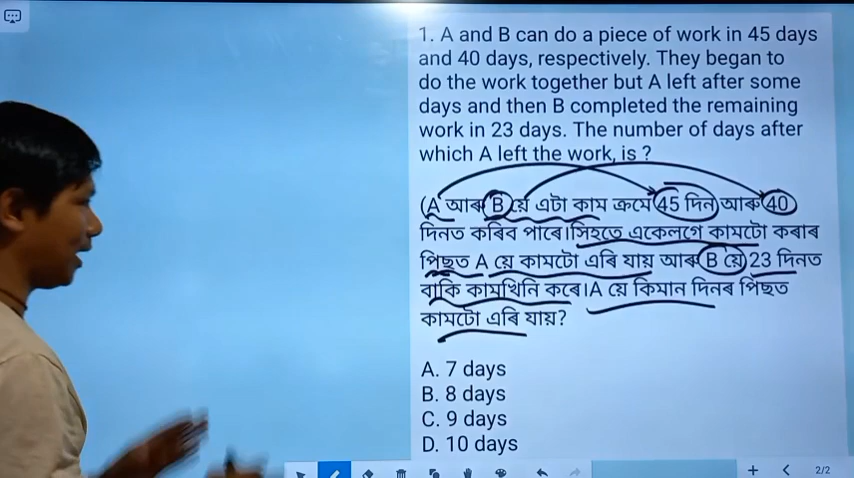 1. A and B can do a piece of work in 45 days
and 40 days, respectively. They began to
do the work together but A left after some
days and then B completed the remaining
work in 23 days. The number of days after
which A left the work, is ?
(A আৰু B য়ে এটা কাম ক্ৰমে 45 দিন আৰু 40
দিনত কৰিব পাৰে।সিহতে একেলগে কামটো কৰাৰ
পিছত A য়ে কামটো এৰি যায় আৰু B য়ে 23 দিনত
বাকি কামখিনি কৰে।A য়ে কিমান দিনৰ পিছত
কামটো এৰি যায়?
A. 7 days
B. 8 days
C. 9 days
D. 10 days
2/2